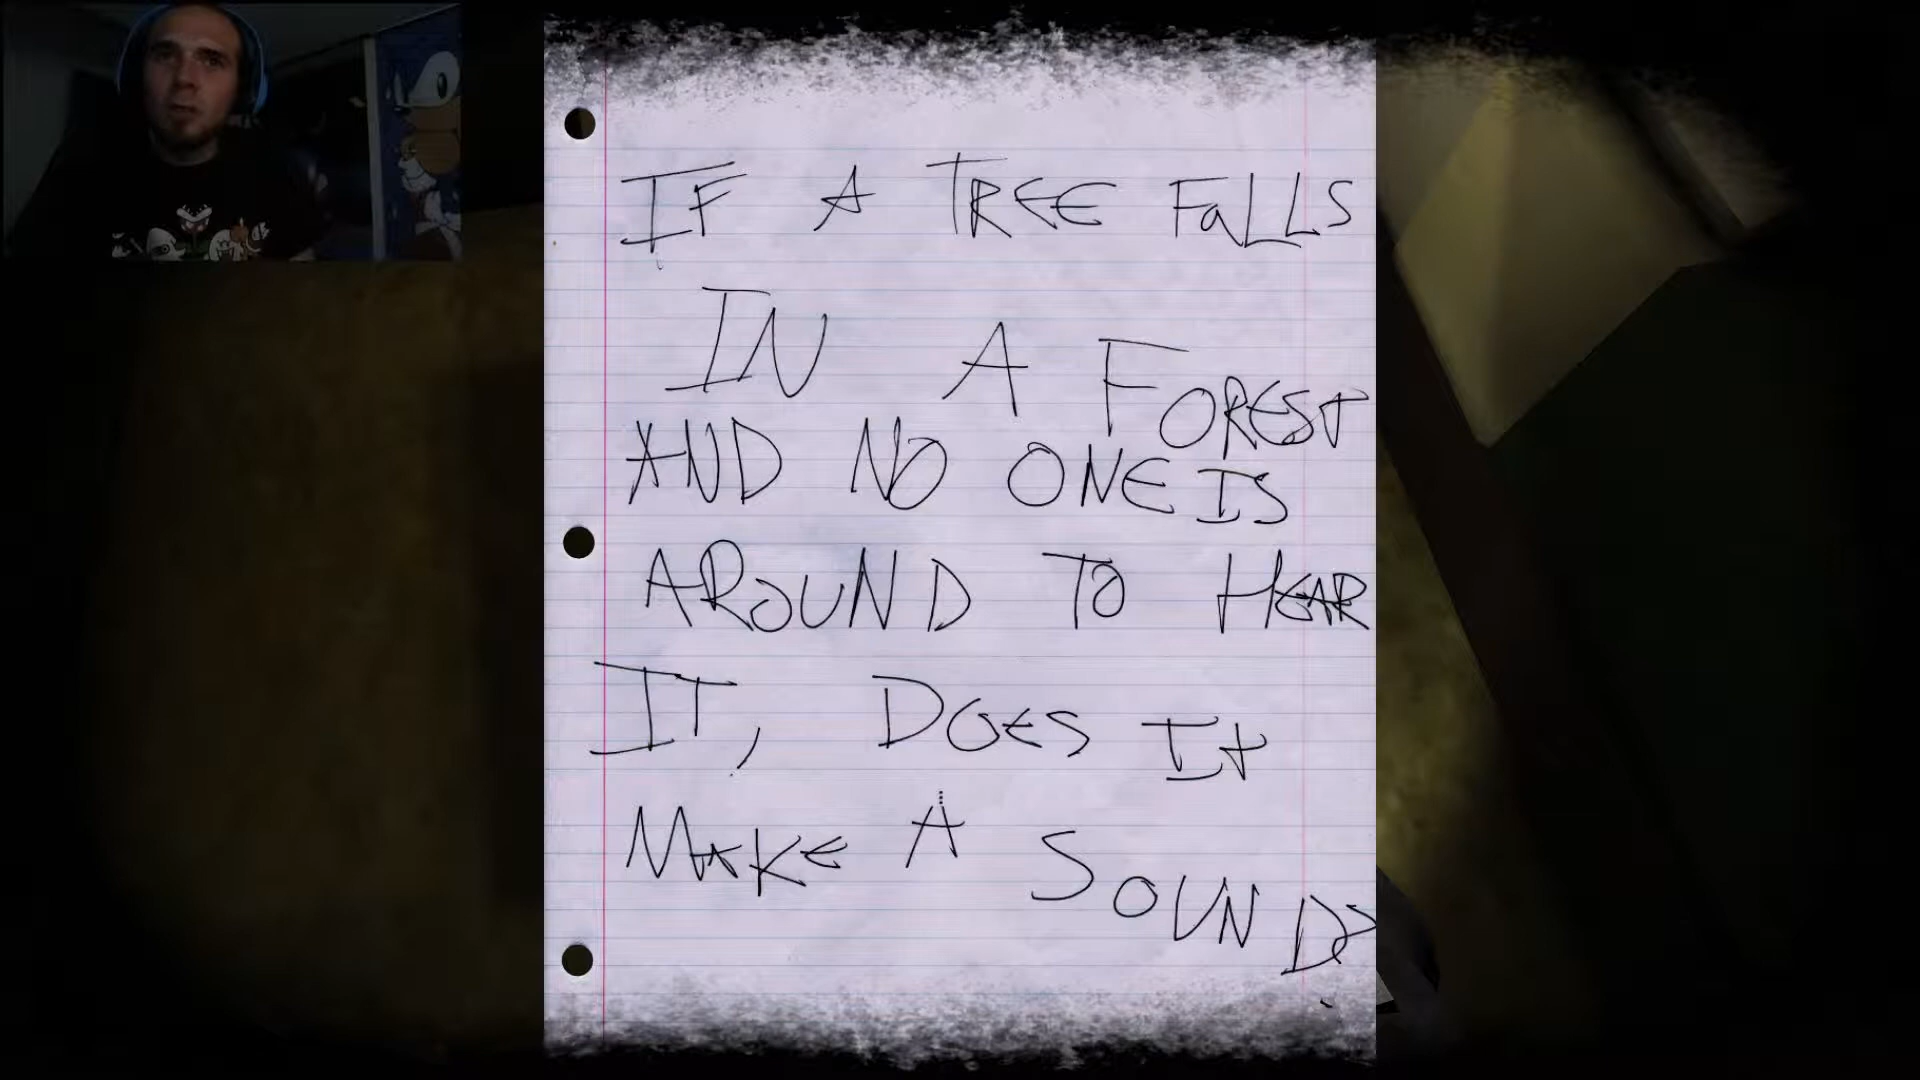 IF A TREE FaLLS
IN A FOREST
AND NO ONE IS
AROUND TO HEAR
IT, DOES It
MAKE A SOUND?